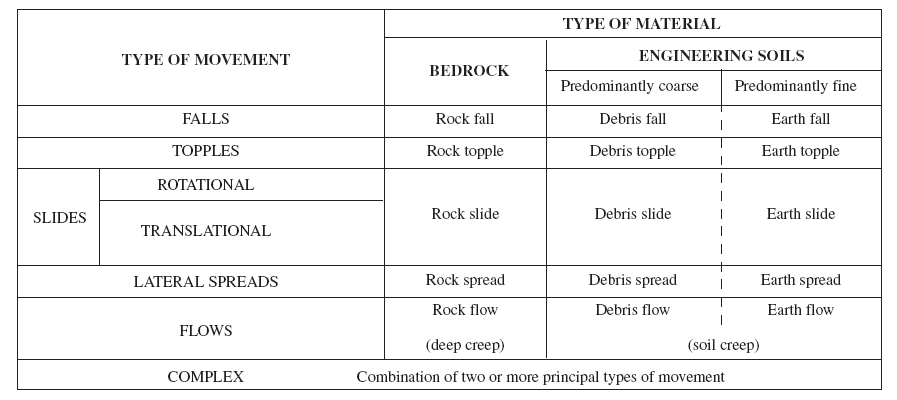 TYPE OF MOVEMENT
TYPE OF MATERIAL
BEDROCK
ENGINEERING SOILS
Predominantly coarse
Predominantly fine
FALLS Rock fall Debris fall Earth fall
TOPPLES Rock topple Debris topple Earth topple
SLIDES
ROTATIONAL
TRANSLATIONAL
Rock slide Debris slide Earth slide
LATERAL SPREADS Rock spread Debris spread Earth spread
FLOWS
Rock flow Debris flow Earth flow
(deep creep) (soil creep)
COMPLEX Combination of two or more principal types of movement